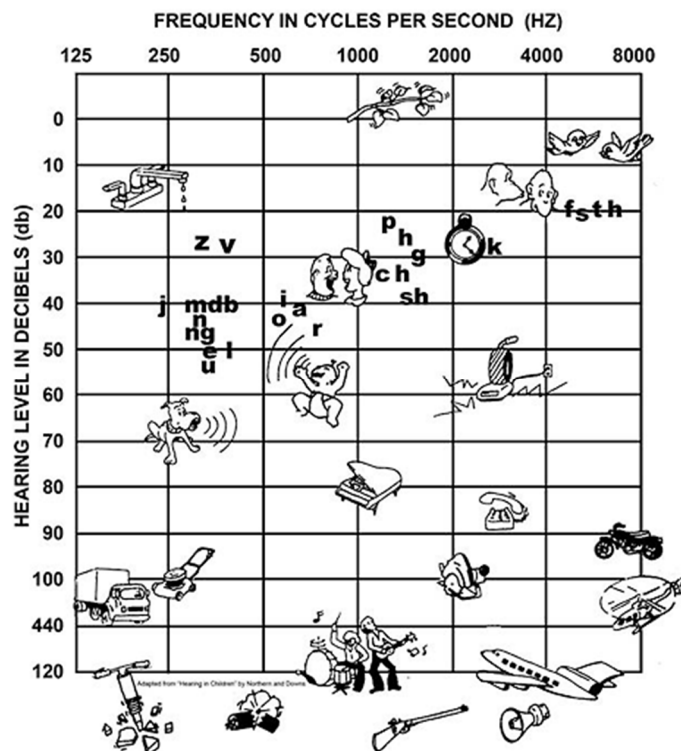 FREQUENCY IN CYCLES PER SECOND (HZ)
125 250 500 1000 2000 4000 8000
HEARING LEVEL IN DECIBELS (db)
0
10
20
f s t h
p
h
z v
k
g
30
c h
sh
40
j
mdb
i
a
n
o
ng
r
50
e l
u
60
70
80
90
100
440
120
Adapted from "Hearing in Children" by Northern and Downs